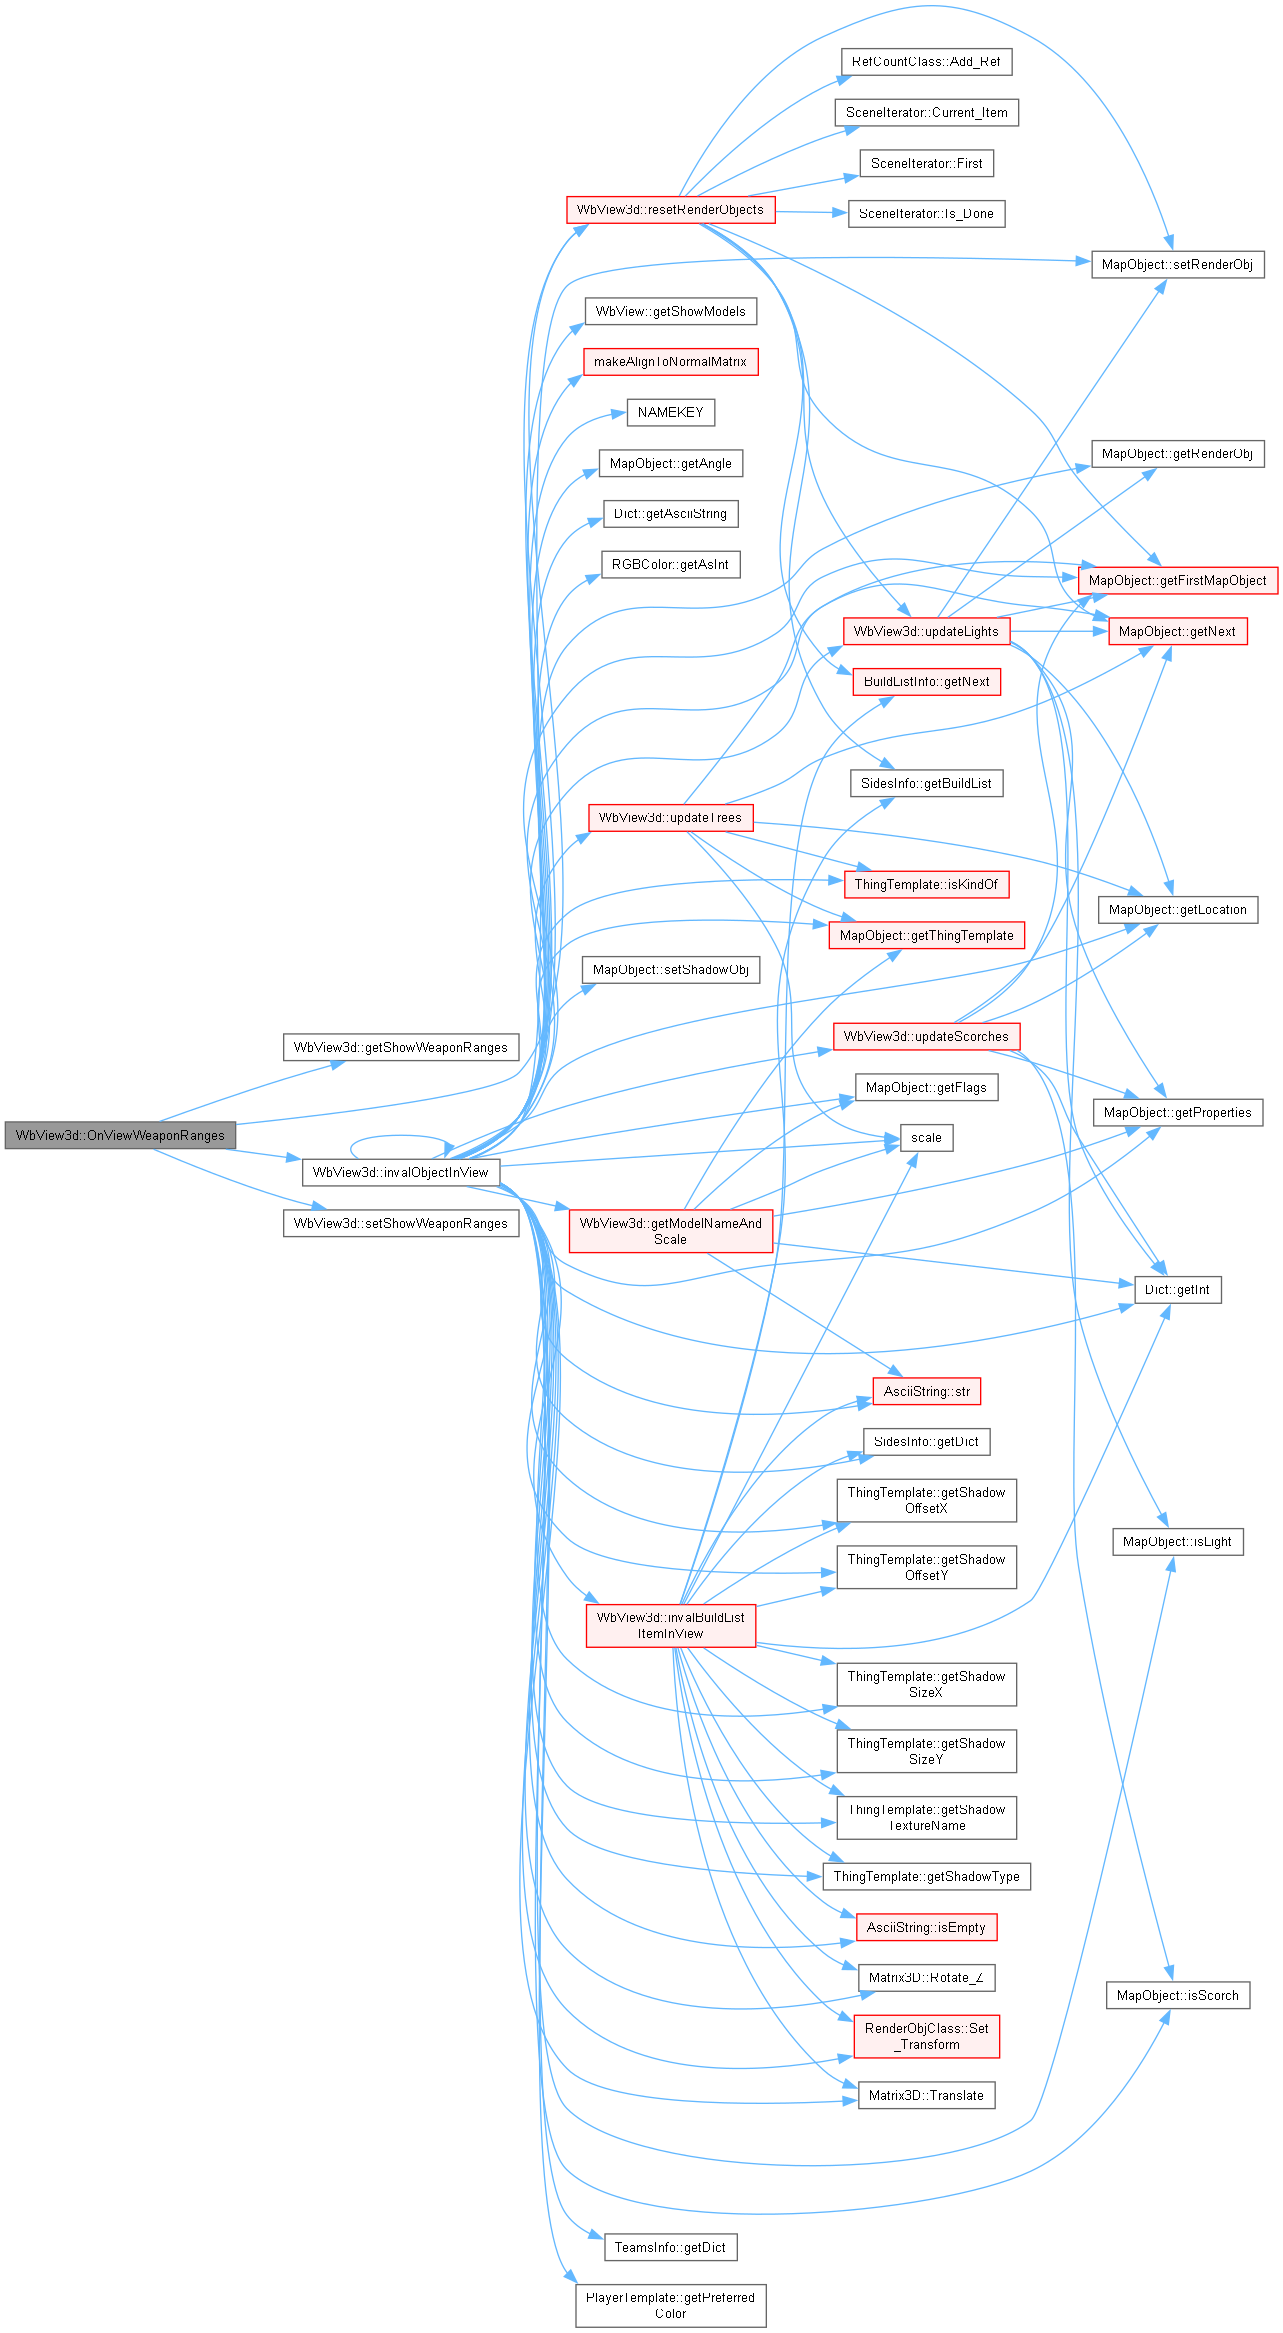 RefCountClass::Add_Ref
SceneIterator::Current_Item
SceneIterator::First
WbView3d::resetRenderObjects
SceneIterator::Is_Done
MapObject::setRenderObj
WbView::getShowModels
makeAlignToNormalMatrix
NAMEKEY
MapObject::getRenderObj
MapObject::getAngle
Dict::getAsciiString
RGBColor::getAsInt
MapObject::getFirstMapObject
WbView3d::updateLights
MapObject::getNext
BuildListInfo::getNext
SidesInfo::getBuildList
WbView3d::updateTrees
ThingTemplate::isKindOf
MapObject::getLocation
MapObject::getThingTemplate
MapObject::setShadowObj
WbView3d::updateScorches
WbView3d::getShowWeaponRanges
MapObject::getFlags
MapObject::getProperties
WbView3d::OnViewWeaponRanges
scale
WbView3d::invalObjectInView
WbView3d::setShowWeaponRanges
WbView3d::getModelNameAnd
Scale
Dict::getInt
AsciiString::str
SidesInfo::getDict
ThingTemplate::getShadow
OffsetX
MapObject::isLight
ThingTemplate::getShadow
OffsetY
WbView3d::invalBuildList
ItemInView
ThingTemplate::getShadow
SizeX
ThingTemplate::getShadow
SizeY
ThingTemplate::getShadow
TextureName
ThingTemplate::getShadowType
AsciiString::isEmpty
Matrix3D::Rotate_Z
MapObject::isScorch
RenderObjClass::Set
_Transform
Matrix3D::Translate
TeamsInfo::getDict
PlayerTemplate::getPreferred
Color